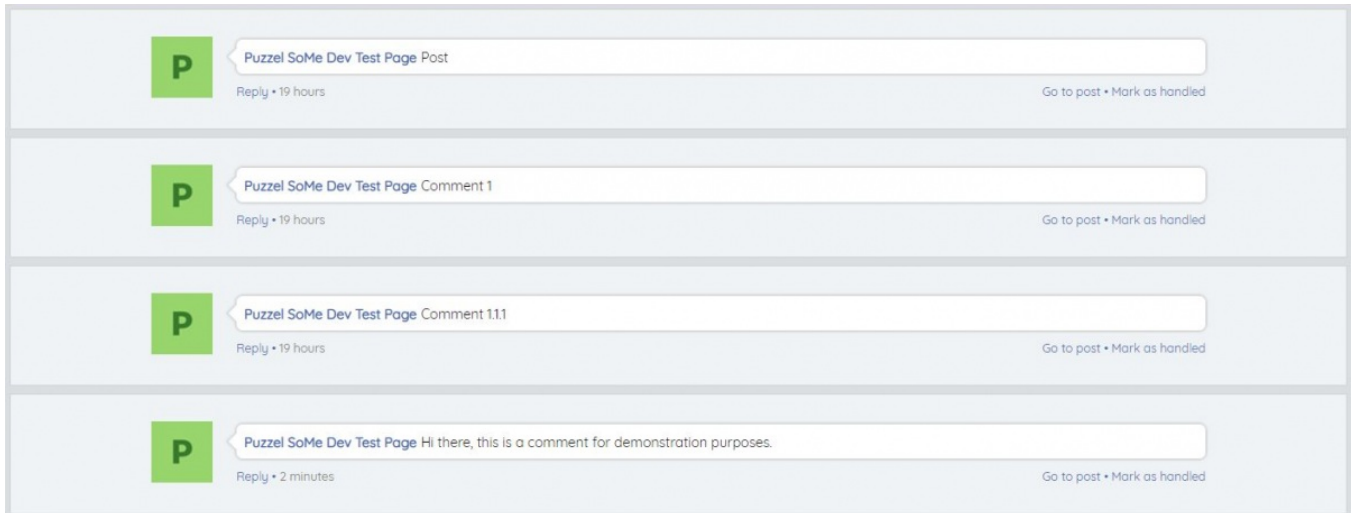 P
Puzzel SoMe Dev Test Page Post
Reply • 19 hours Go to post • Mark as handled
P
Puzzel SoMe Dev Test Page Comment 1
Reply • 19 hours Go to post • Mark as handled
P
Puzzel SoMe Dev Test Page Comment 1.1.1
Reply • 19 hours Go to post • Mark as handled
P
Puzzel SoMe Dev Test Page Hi there, this is a comment for demonstration purposes.
Reply • 2 minutes Go to post • Mark as handled